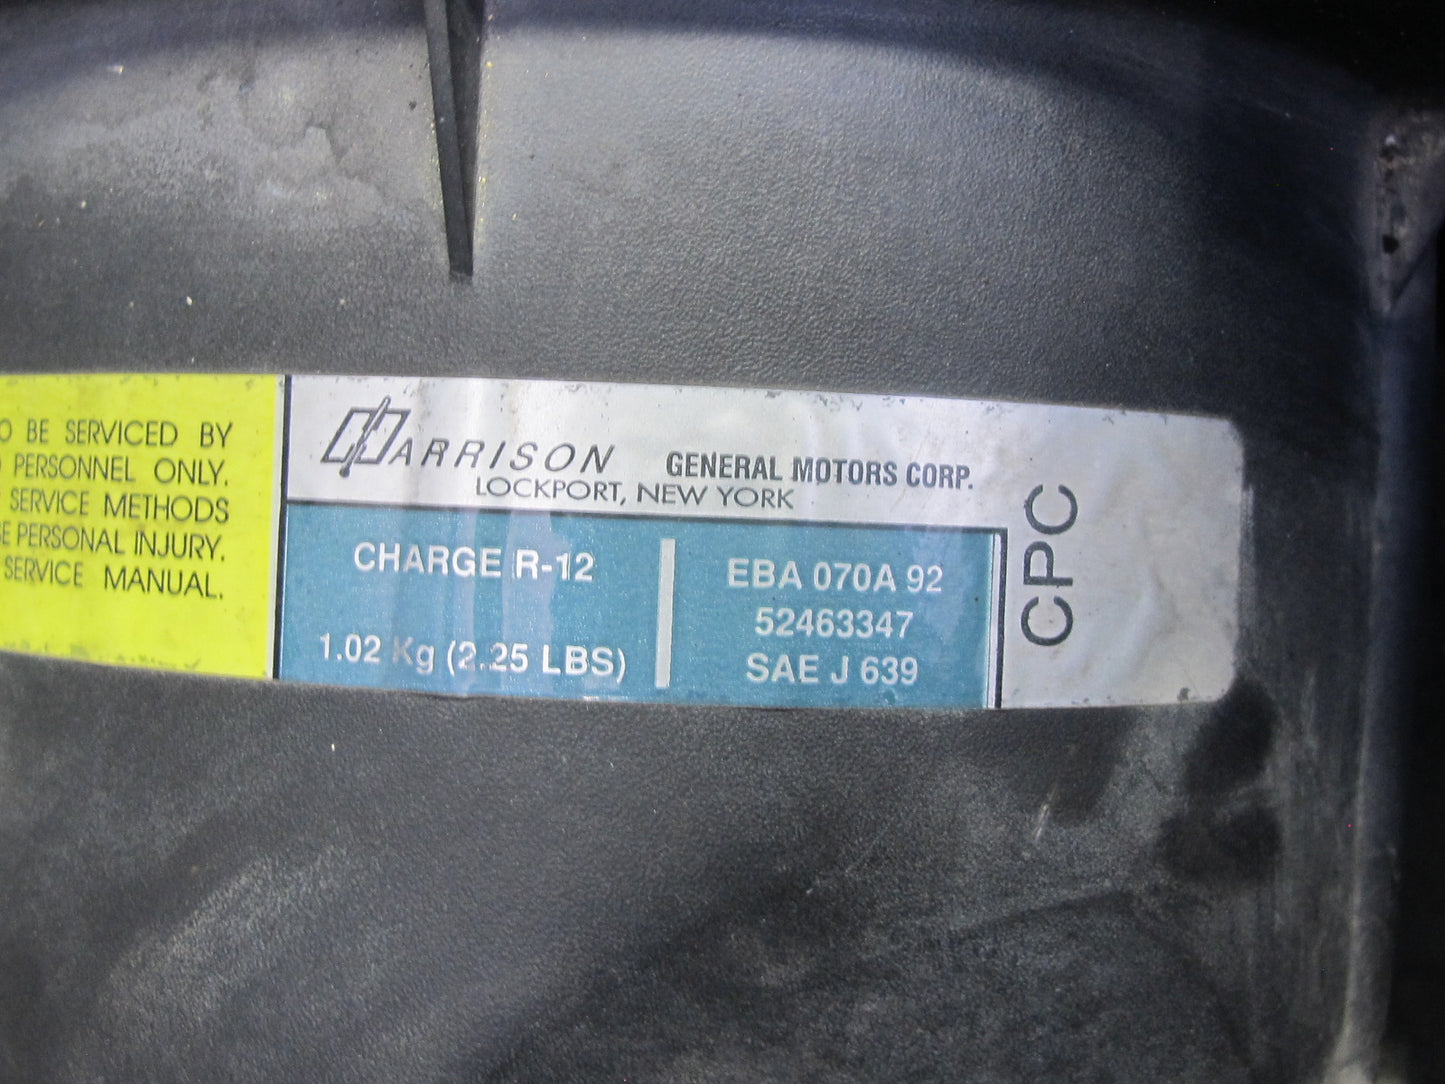 O BE SERVICED BY
PERSONNEL ONLY.
SERVICE METHODS
E PERSONAL INJURY.
SERVICE MANUAL.
HARRISON GENERAL MOTORS CORP.
LOCKPORT, NEW YORK
CHARGE R-12
1.02 Kg (2.25 LBS)
EBA 070A 92
52463347
SAE J 639
CPC